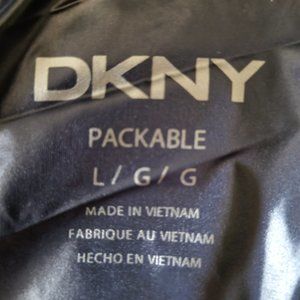 DKNY
PACKABLE
L/G/G
MADE IN VIETNAM
FABRIQUE AU VIETNAM
HECHO EN VIETNAM